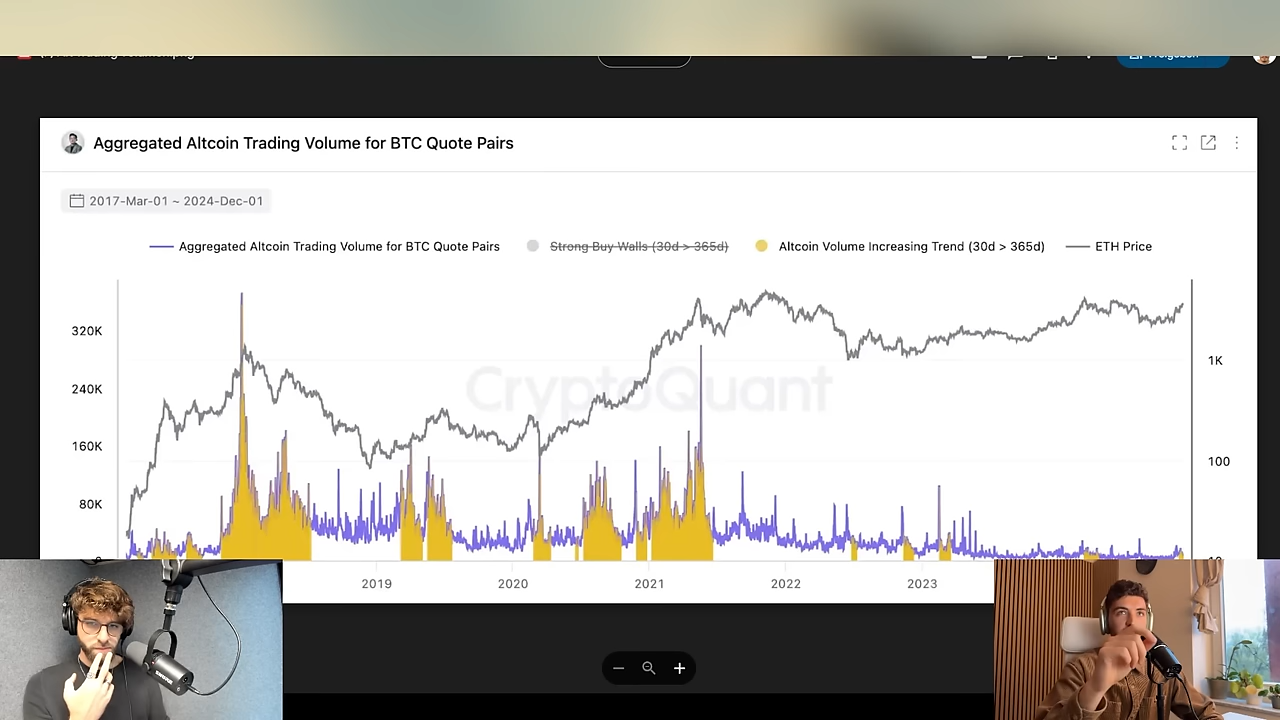 Aggregated Altcoin Trading Volume for BTC Quote Pairs
2017-Mar-01 ~ 2024-Dec-01
Aggregated Altcoin Trading Volume for BTC Quote Pairs
Strong Buy Walls (30d > 365d)
Altcoin Volume Increasing Trend (30d > 365d)
ETH Price
320K
240K
160K
80K
1K
100
CryptoQuant
2019
2020
2021
2022
2023